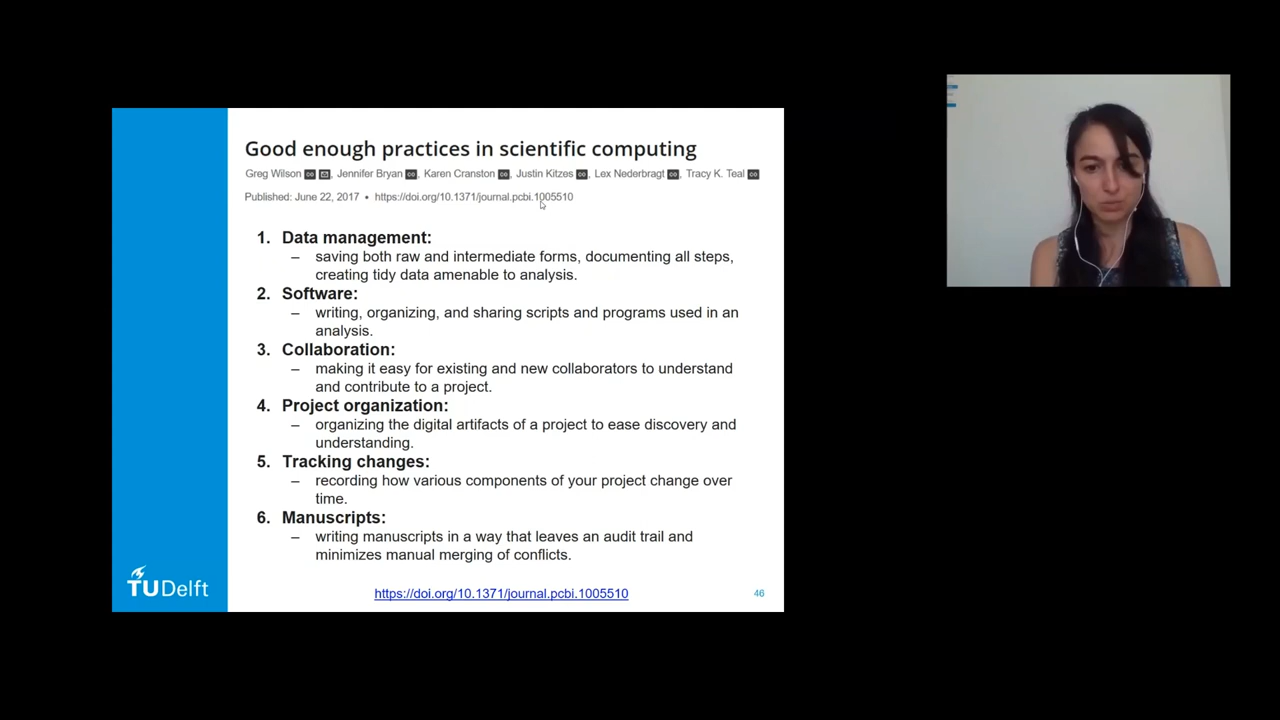 Good enough practices in scientific computing
Greg Wilson, Jennifer Bryan, Karen Cranston, Justin Kitzes, Lex Nederbragt, Tracy K. Teal
Published: June 22, 2017 • https://doi.org/10.1371/journal.pcbi.1005510
1. Data management:
– saving both raw and intermediate forms, documenting all steps,
creating tidy data amenable to analysis.
2. Software:
– writing, organizing, and sharing scripts and programs used in an
analysis.
3. Collaboration:
– making it easy for existing and new collaborators to understand
and contribute to a project.
4. Project organization:
– organizing the digital artifacts of a project to ease discovery and
understanding.
5. Tracking changes:
– recording how various components of your project change over
time.
6. Manuscripts:
– writing manuscripts in a way that leaves an audit trail and
minimizes manual merging of conflicts.
TUDelft
https://doi.org/10.1371/journal.pcbi.1005510
46